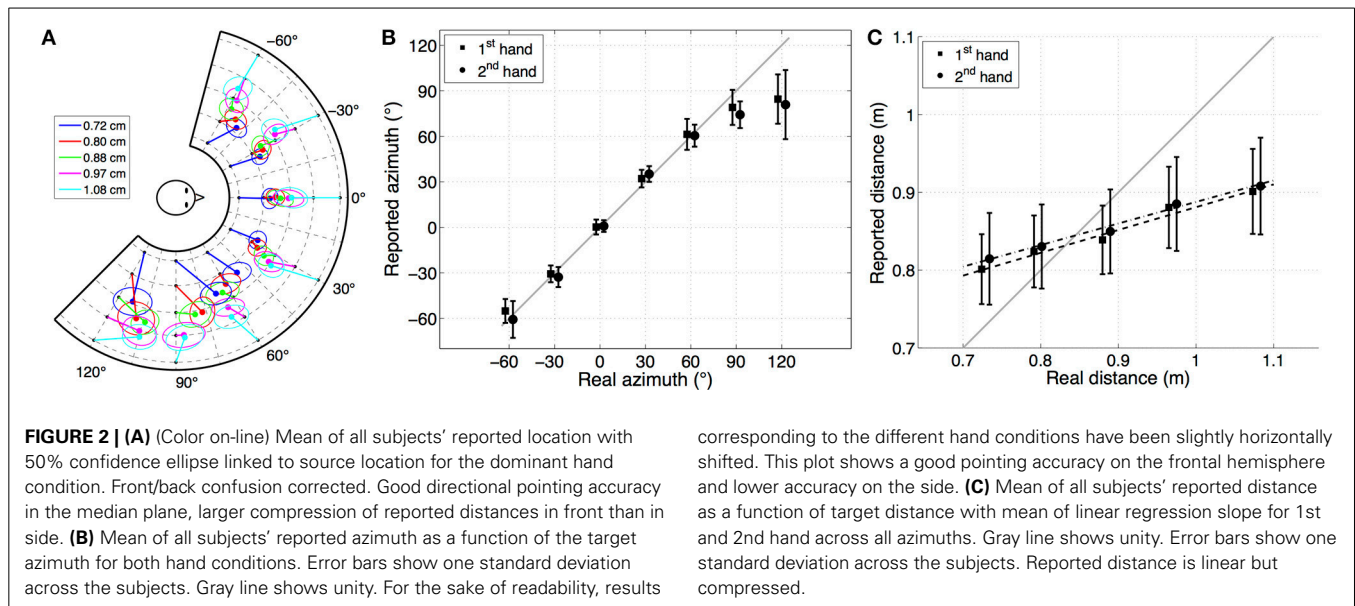 A
−60°
−30°
0°
30°
60°
90°
120°
0.72 cm
0.80 cm
0.88 cm
0.97 cm
1.08 cm
B
1st hand
2nd hand
120
90
60
30
0
−30
−60
Reported azimuth (°)
−60 −30 0 30 60 90 120
Real azimuth (°)
C
1st hand
2nd hand
1.1
1
0.9
0.8
0.7
Reported distance (m)
0.7 0.8 0.9 1 1.1
Real distance (m)
FIGURE 2 | (A) (Color on-line) Mean of all subjects’ reported location with
50% confidence ellipse linked to source location for the dominant hand
condition. Front/back confusion corrected. Good directional pointing accuracy
in the median plane, larger compression of reported distances in front than in
side. (B) Mean of all subjects’ reported azimuth as a function of the target
azimuth for both hand conditions. Error bars show one standard deviation
across the subjects. Gray line shows unity. For the sake of readability, results
corresponding to the different hand conditions have been slightly horizontally
shifted. This plot shows a good pointing accuracy on the frontal hemisphere
and lower accuracy on the side. (C) Mean of all subjects’ reported distance
as a function of target distance with mean of linear regression slope for 1st
and 2nd hand across all azimuths. Gray line shows unity. Error bars show one
standard deviation across the subjects. Reported distance is linear but
compressed.